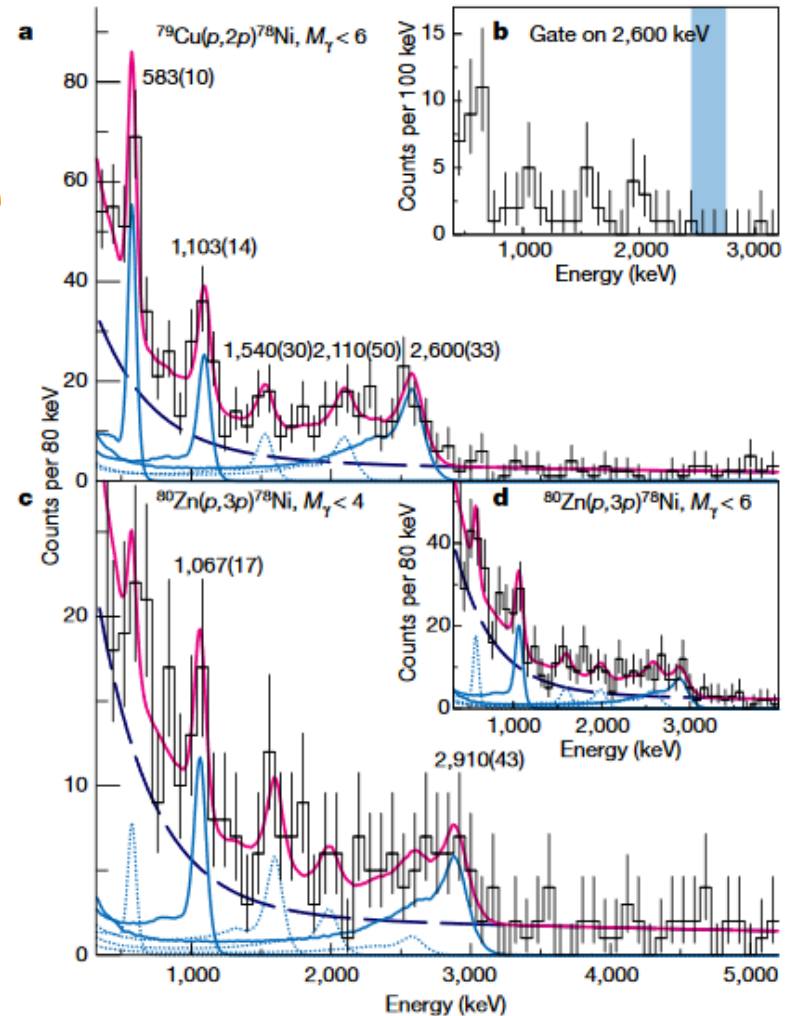 a
⁷⁹Cu(p,2p)⁷⁸Ni, Mᵧ < 6
583(10)
1,103(14)
1,540(30)2,110(50)
2,600(33)
80
60
40
20
0
Counts per 80 keV
b Gate on 2,600 keV
15
10
5
0
Counts per 100 keV
1,000 2,000 3,000
Energy (keV)
c
⁸⁰Zn(p,3p)⁷⁸Ni, Mᵧ < 4
1,067(17)
2,910(43)
20
10
0
1,000 2,000 3,000 4,000 5,000
Energy (keV)
d
⁸⁰Zn(p,3p)⁷⁸Ni, Mᵧ < 6
40
20
0
Counts per 80 keV
1,000 2,000 3,000
Energy (keV)